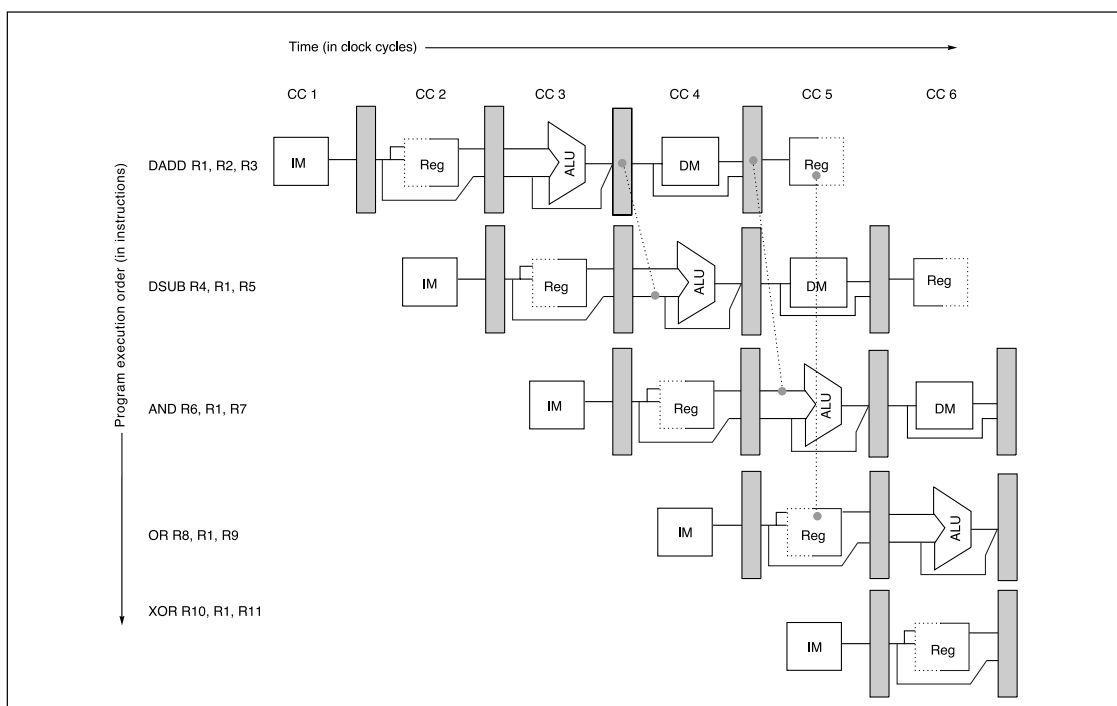 Time (in clock cycles)
CC 1 CC 2 CC 3 CC 4 CC 5 CC 6
Program execution order (in instructions)
DADD R1, R2, R3 IM Reg ALU DM Reg
DSUB R4, R1, R5 IM Reg ALU DM Reg
AND R6, R1, R7 IM Reg ALU DM
OR R8, R1, R9 IM Reg ALU
XOR R10, R1, R11 IM Reg